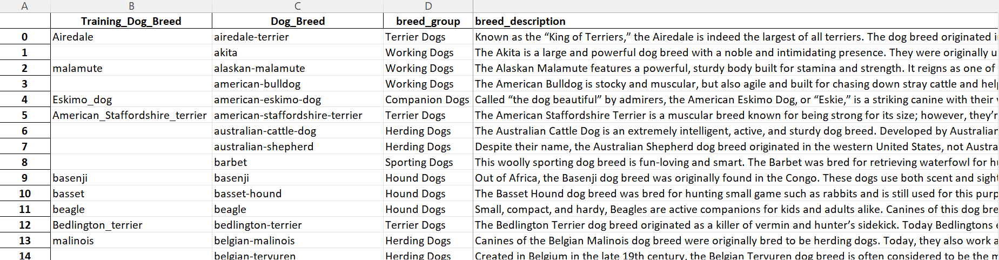 A B C D
Training_Dog_Breed Dog_Breed breed_group breed_description
0 Airedale airedale-terrier Terrier Dogs Known as the “King of Terriers,” the Airedale is indeed the largest of all terriers. The dog breed originated
1 akita Working Dogs The Akita is a large and powerful dog breed with a noble and intimidating presence. They were originally
2 malamute alaskan-malamute Working Dogs The Alaskan Malamute features a powerful, sturdy body built for stamina and strength. It reigns as one of
3 american-bulldog Working Dogs The American Bulldog is stocky and muscular, but also agile and built for chasing down stray cattle and
4 Eskimo_dog american-eskimo-dog Companion Dogs Called “the dog beautiful” by admirers, the American Eskimo Dog, or “Eskie,” is a striking canine with their
5 American_Staffordshire_terrier american-staffordshire-terrier Terrier Dogs The American Staffordshire Terrier is a muscular breed known for being strong for its size; however, they’r
6 australian-cattle-dog Herding Dogs The Australian Cattle Dog is an extremely intelligent, active, and sturdy dog breed. Developed by Australian
7 australian-shepherd Herding Dogs Despite their name, the Australian Shepherd dog breed originated in the western United States, not Austra
8 barbet Sporting Dogs This woolly sporting dog breed is fun-loving and smart. The Barbet was bred for retrieving waterfowl for
9 basenji basenji Hound Dogs Out of Africa, the Basenji dog breed was originally found in the Congo. These dogs use both scent and sight
10 basset basset-hound Hound Dogs The Basset Hound dog breed was bred for hunting small game such as rabbits and is still used for this purp
11 beagle beagle Hound Dogs Small, compact, and hardy, Beagles are active companions for kids and adults alike. Canines of this dog bre
12 Bedlington_terrier bedlington-terrier Terrier Dogs The Bedlington Terrier dog breed originated as a killer of vermin and hunter’s sidekick. Today Bedlingtons
13 malinois belgian-malinois Herding Dogs Canines of the Belgian Malinois dog breed were originally bred to be herding dogs. Today, they also work a
14 belgian-tervuren Herding Dogs Created in Belgium in the late 19th century, the Belgian Tervuren dog breed is often considered to be the